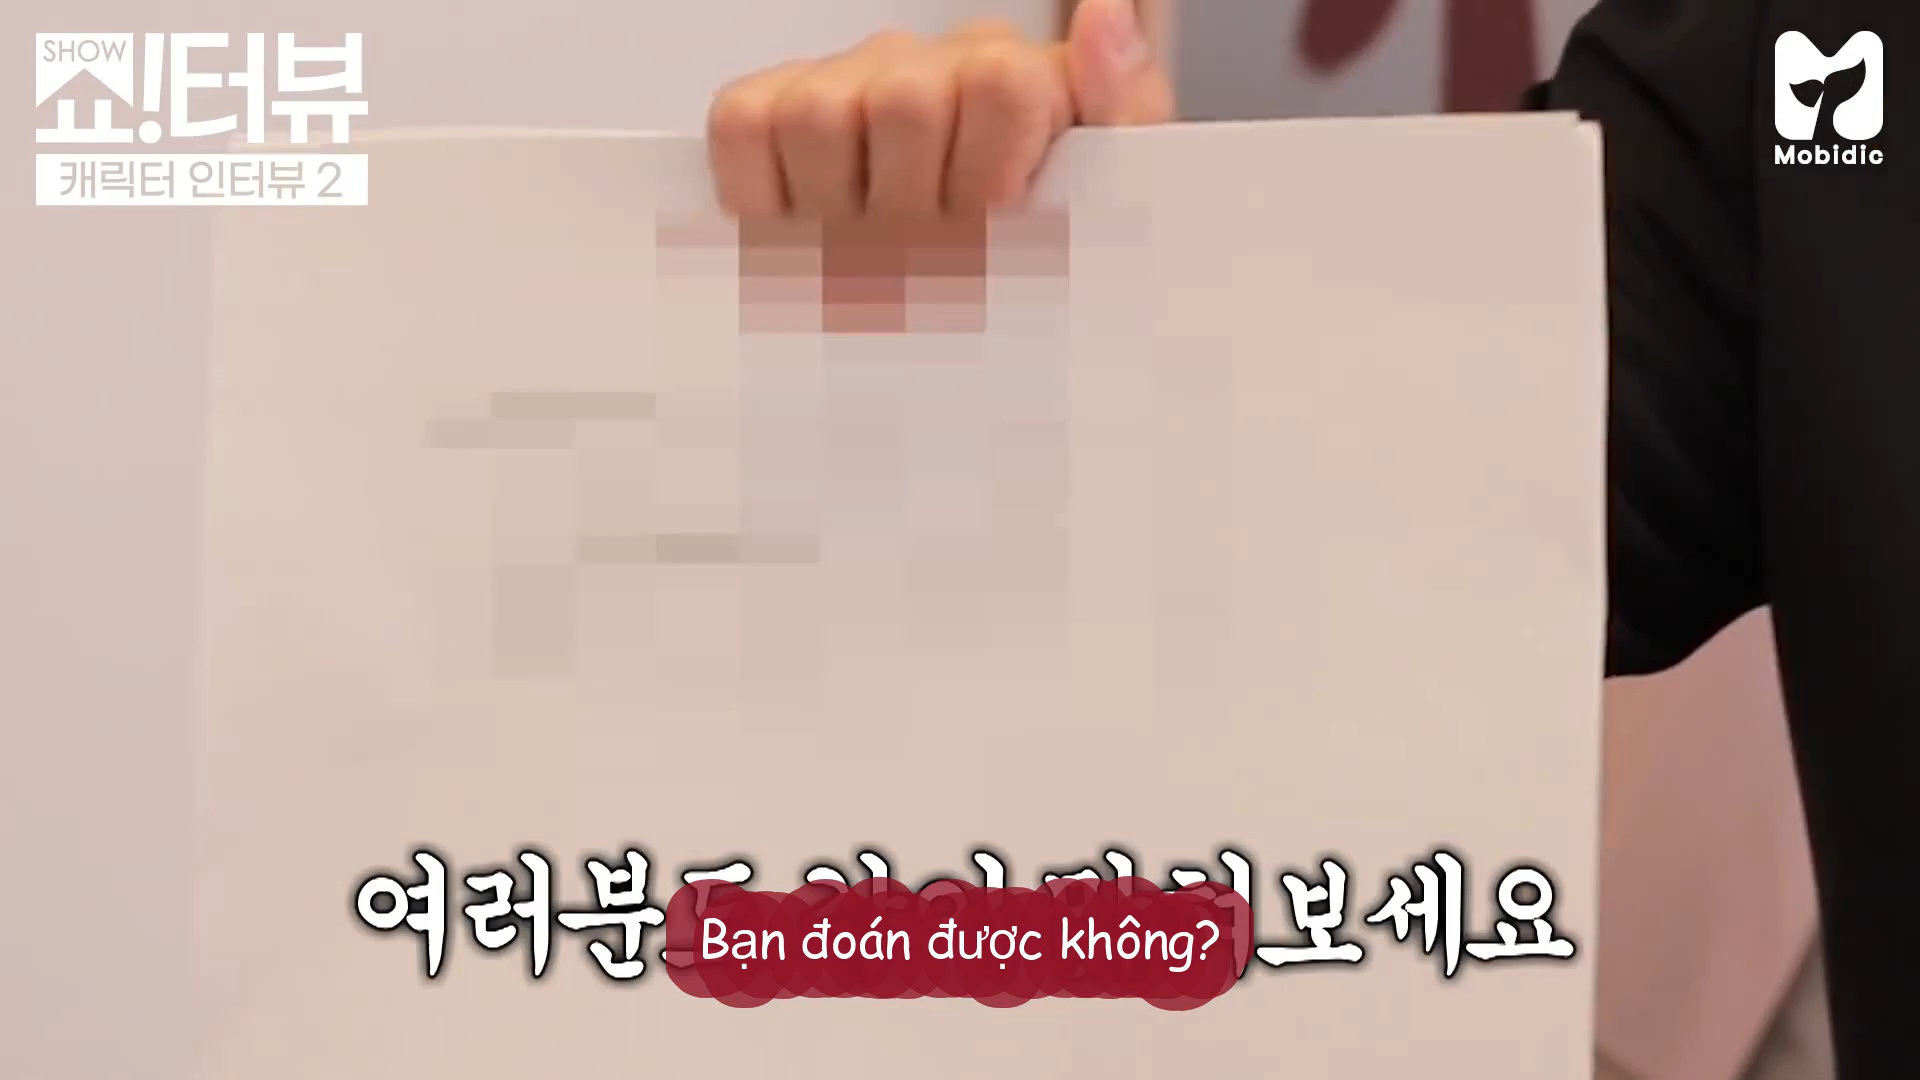 SHOW
쇼!터뷰
캐릭터 인터뷰 2
Mobidic
여러분도 보세요
Bạn đoán được không?